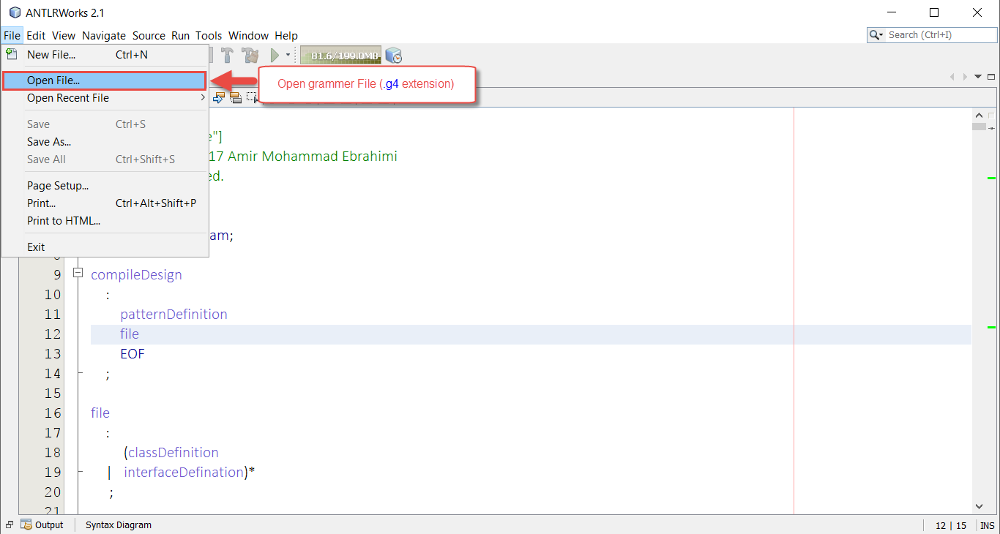 ANTLRWorks 2.1
File Edit View Navigate Source Run Tools Window Help
Search (Ctrl+I)
New File... Ctrl+N
81.6/199.0MB
Open File...
Open grammer File (.g4 extension)
Open Recent File
Save Ctrl+S
Save As...
Save All Ctrl+Shift+S
Page Setup...
Print... Ctrl+Alt+Shift+P
Print to HTML...
Exit
e"]
17 Amir Mohammad Ebrahimi
ed.
am;
9 compileDesign
10 :
11 patternDefinition
12 file
13 EOF
14 ;
15
16 file
17 :
18 (classDefinition
19 | interfaceDefination)*
20 ;
21
Output Syntax Diagram
12 | 15 INS